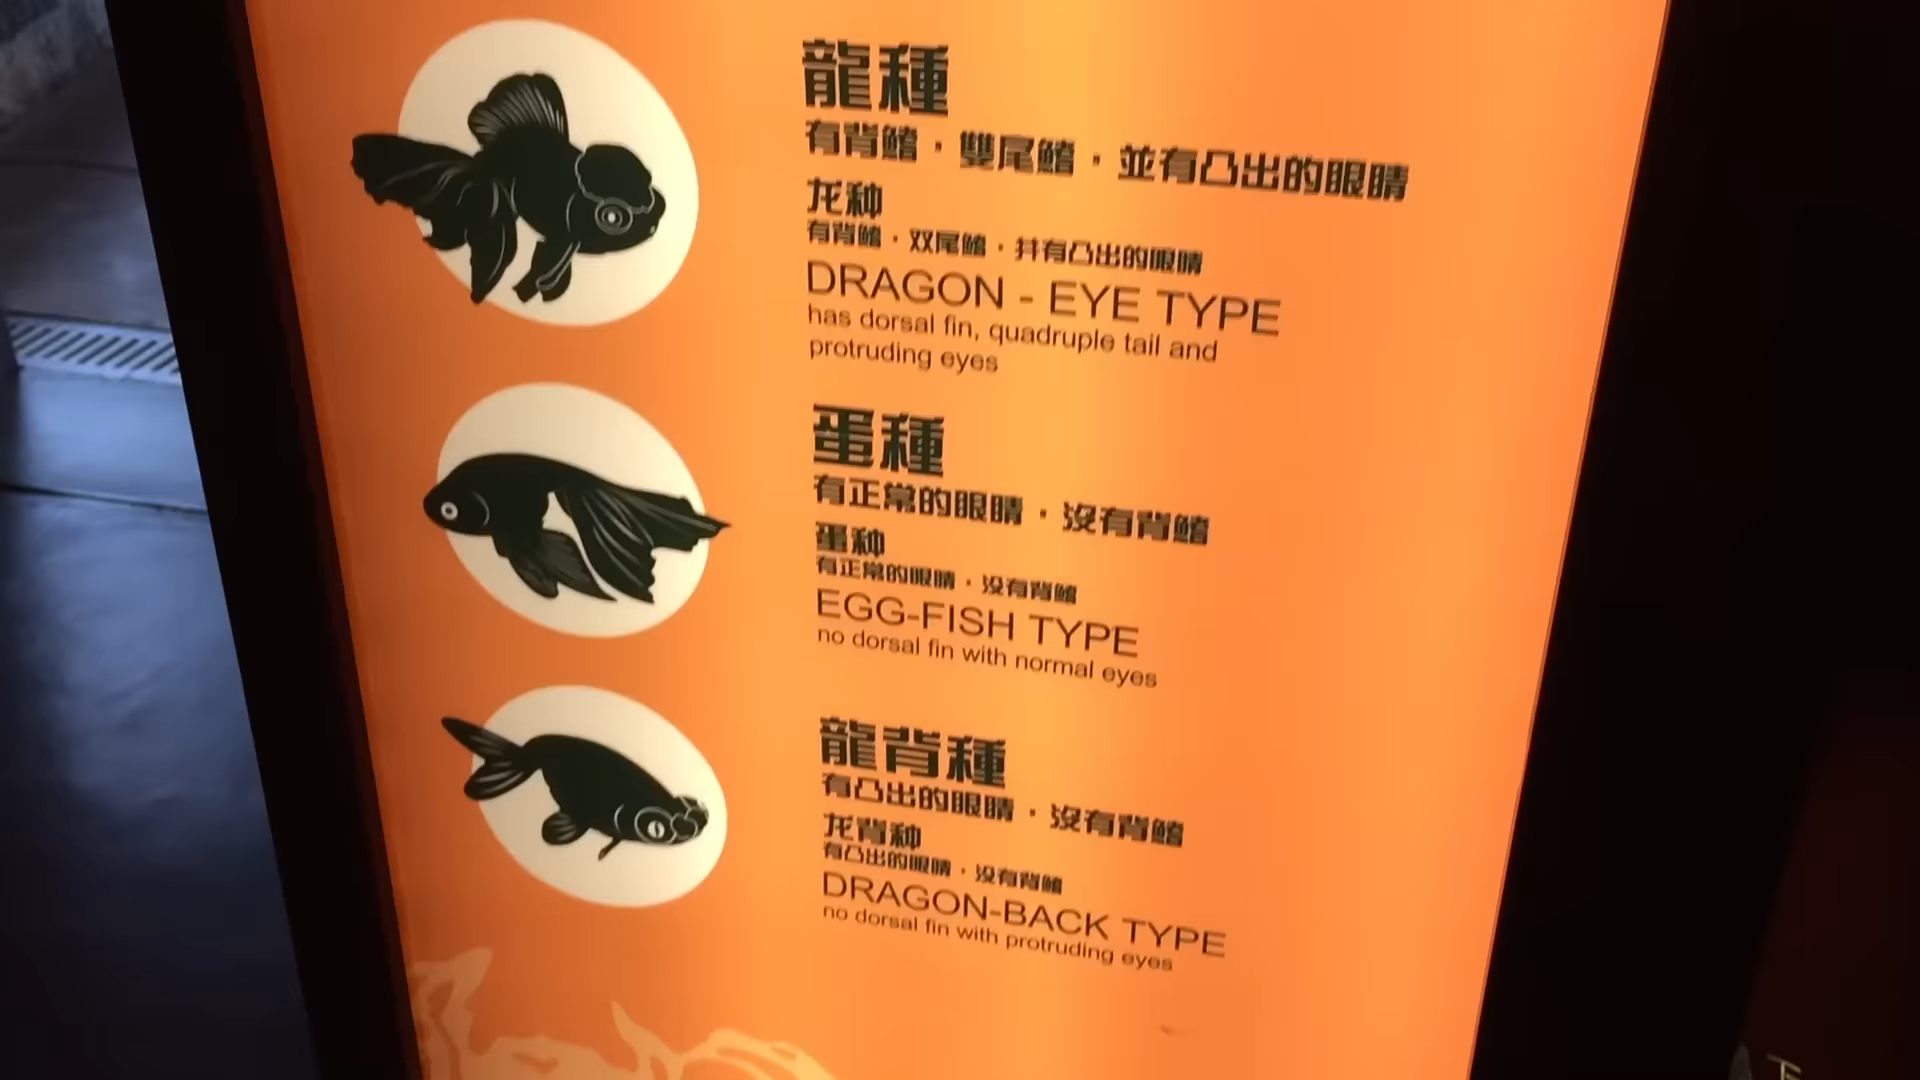 龍種
有背鰭，雙尾鰭，並有凸出的眼睛
龙种
有背鳍，双尾鳍，并有凸出的眼睛
DRAGON - EYE TYPE
has dorsal fin, quadruple tail and
protruding eyes
蛋種
有正常的眼睛，沒有背鰭
蛋种
有正常的眼睛，没有背鳍
EGG-FISH TYPE
no dorsal fin with normal eyes
龍背種
有凸出的眼睛，沒有背鰭
龙背种
有凸出的眼睛，没有背鳍
DRAGON-BACK TYPE
no dorsal fin with protruding eyes